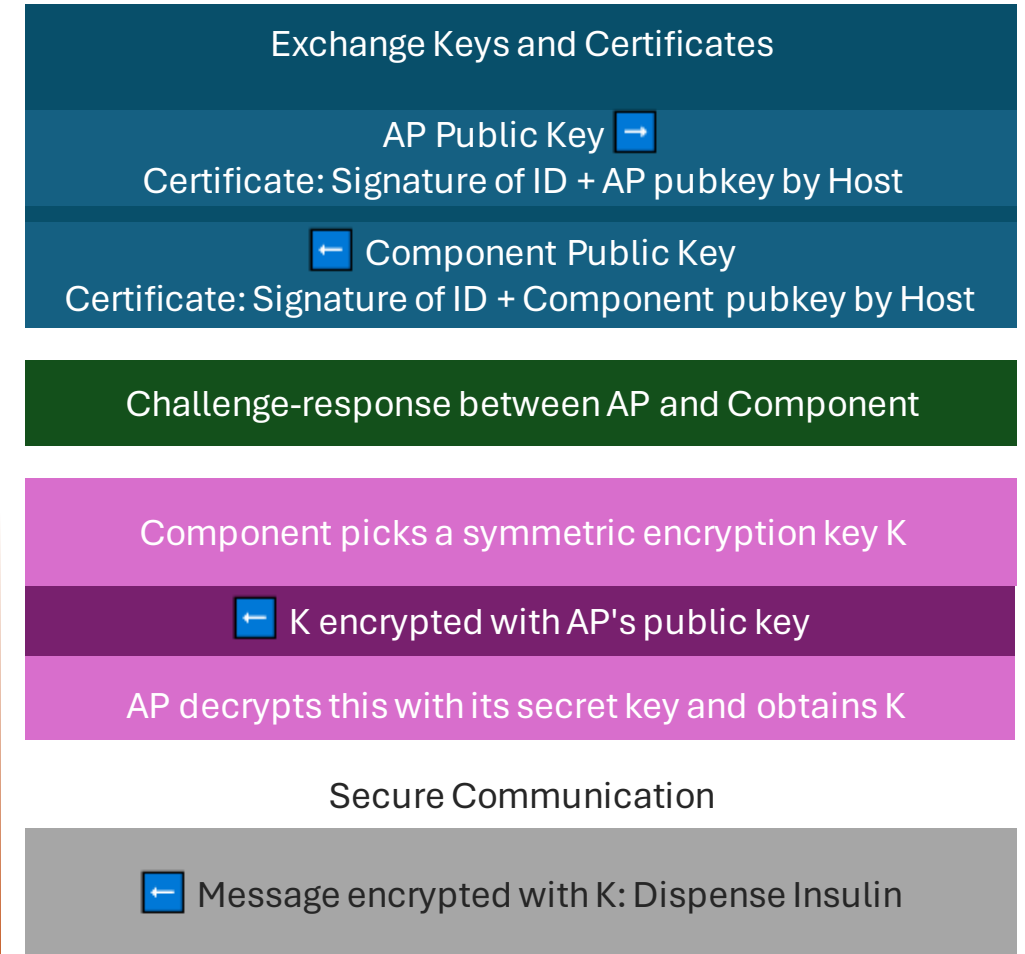 Exchange Keys and Certificates
AP Public Key ➡
Certificate: Signature of ID + AP pubkey by Host
⬅ Component Public Key
Certificate: Signature of ID + Component pubkey by Host
Challenge-response between AP and Component
Component picks a symmetric encryption key K
⬅ K encrypted with AP's public key
AP decrypts this with its secret key and obtains K
Secure Communication
⬅ Message encrypted with K: Dispense Insulin